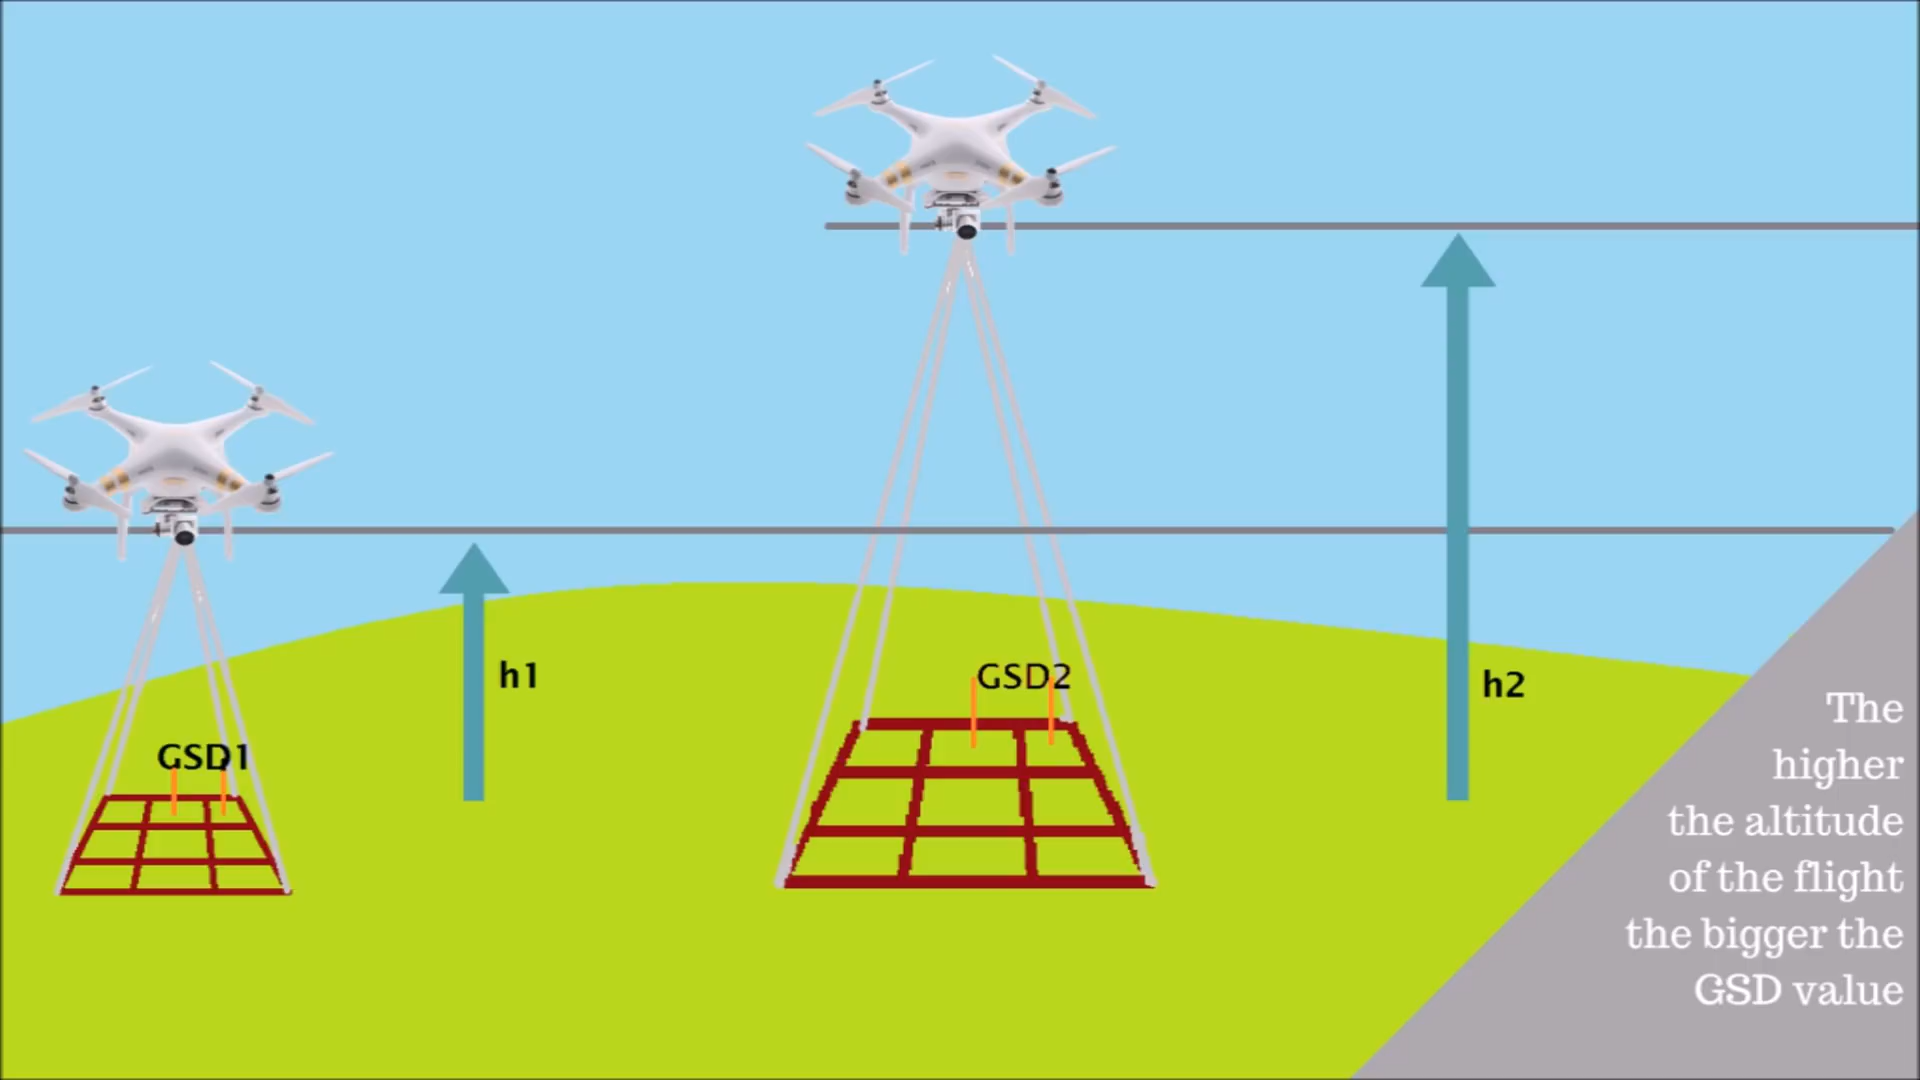 GSD1
h1
GSD2
h2
The
higher
the altitude
of the flight
the bigger the
GSD value